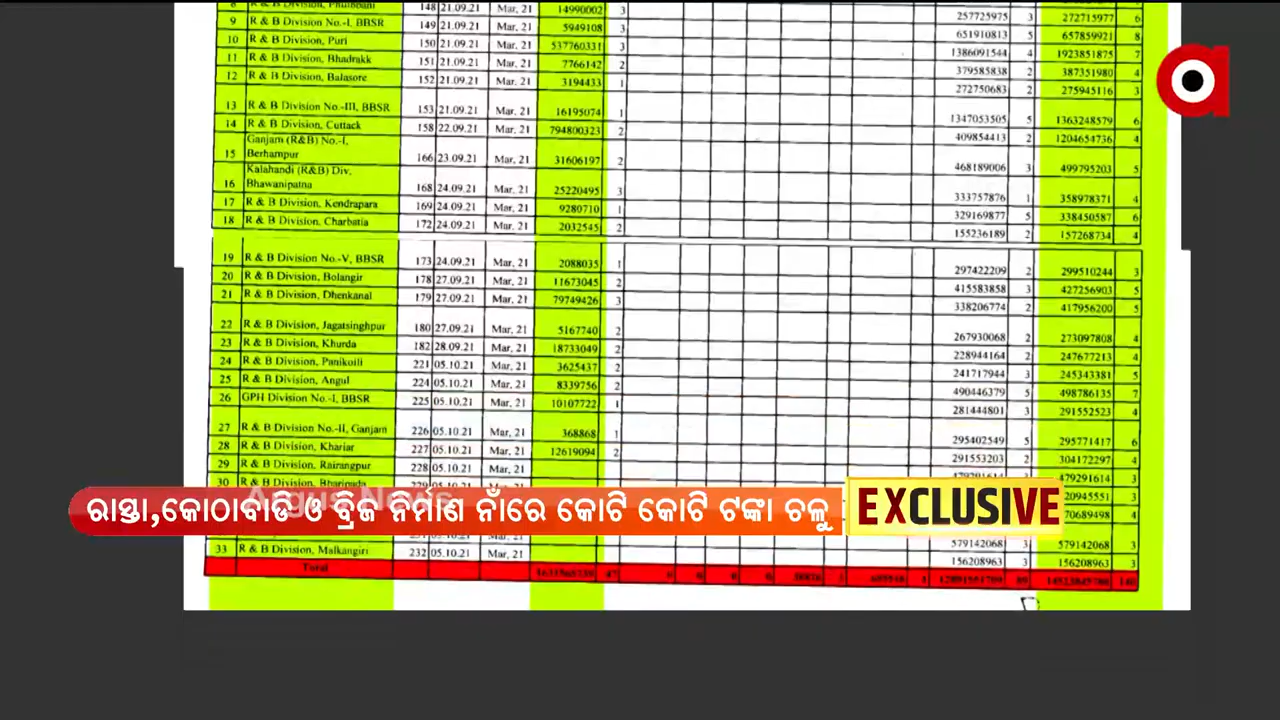 8 R & B Division, Phulbani 148 21.09.21 Mar, 21 14990002 3 257725975 3 272715977 6
9 R & B Division No.-I, BBSR 149 21.09.21 Mar, 21 5949108 3 651910813 5 657859921 8
10 R & B Division, Puri 150 21.09.21 Mar, 21 537760331 3 1386091544 4 1923851875 7
11 R & B Division, Bhadrakk 151 21.09.21 Mar, 21 7766142 2 379585838 2 387351980 4
12 R & B Division, Balasore 152 21.09.21 Mar, 21 3194433 1 272750683 2 275945116 3
13 R & B Division No.-III, BBSR 153 21.09.21 Mar, 21 16195074 1 1347053505 5 1363248579 6
14 R & B Division, Cuttack 158 22.09.21 Mar, 21 794800323 2 409854413 2 1204654736 4
Ganjam (R&B) No.-I,
15 Berhampur 166 23.09.21 Mar, 21 31606197 2 468189006 3 499795203 5
Kalahandi (R&B) Div.
16 Bhawanipatna 168 24.09.21 Mar, 21 25220495 3 333757876 1 358978371 4
17 R & B Division, Kendrapara 169 24.09.21 Mar, 21 9280710 1 329169877 5 338450587 6
18 R & B Division, Charbatia 172 24.09.21 Mar, 21 2032545 2 155236189 2 157268734 4
19 R & B Division No.-V, BBSR 173 24.09.21 Mar, 21 2088035 1 297422209 2 299510244 3
20 R & B Division, Bolangir 178 27.09.21 Mar, 21 11673045 2 415583858 3 427256903 5
21 R & B Division, Dhenkanal 179 27.09.21 Mar, 21 79749426 3 338206774 2 417956200 5
22 R & B Division, Jagatsinghpur 180 27.09.21 Mar, 21 5167740 2 267930068 2 273097808 4
23 R & B Division, Khurda 182 28.09.21 Mar, 21 18733049 2 228944164 2 247677213 4
24 R & B Division, Panikoili 221 05.10.21 Mar, 21 3625437 2 241717944 3 245343381 5
25 R & B Division, Angul 224 05.10.21 Mar, 21 8339756 2 490446379 5 498786135 7
26 GPH Division No.-I, BBSR 225 05.10.21 Mar, 21 10107722 1 281444801 3 291552523 4
27 R & B Division No.-II, Ganjam 226 05.10.21 Mar, 21 368868 1 295402549 5 295771417 6
28 R & B Division, Khariar 227 05.10.21 Mar, 21 12619094 2 291553203 2 304172297 4
29 R & B Division, Rairangpur 228 05.10.21 Mar, 21 479291614 3
30 R & B Division, Baripada 229 05.10.21 Mar, 21
Argus News
ରାସ୍ତା,କୋଠାବାଡି ଓ ବ୍ରିଜ ନିର୍ମାଣ ନାଁରେ କୋଟି କୋଟି ଟଙ୍କା ଚଳୁ EXCLUSIVE
579142068 3 579142068 3
33 R & B Division, Malkangiri 232 05.10.21 Mar, 21 156208963 3 156208963 3
Total